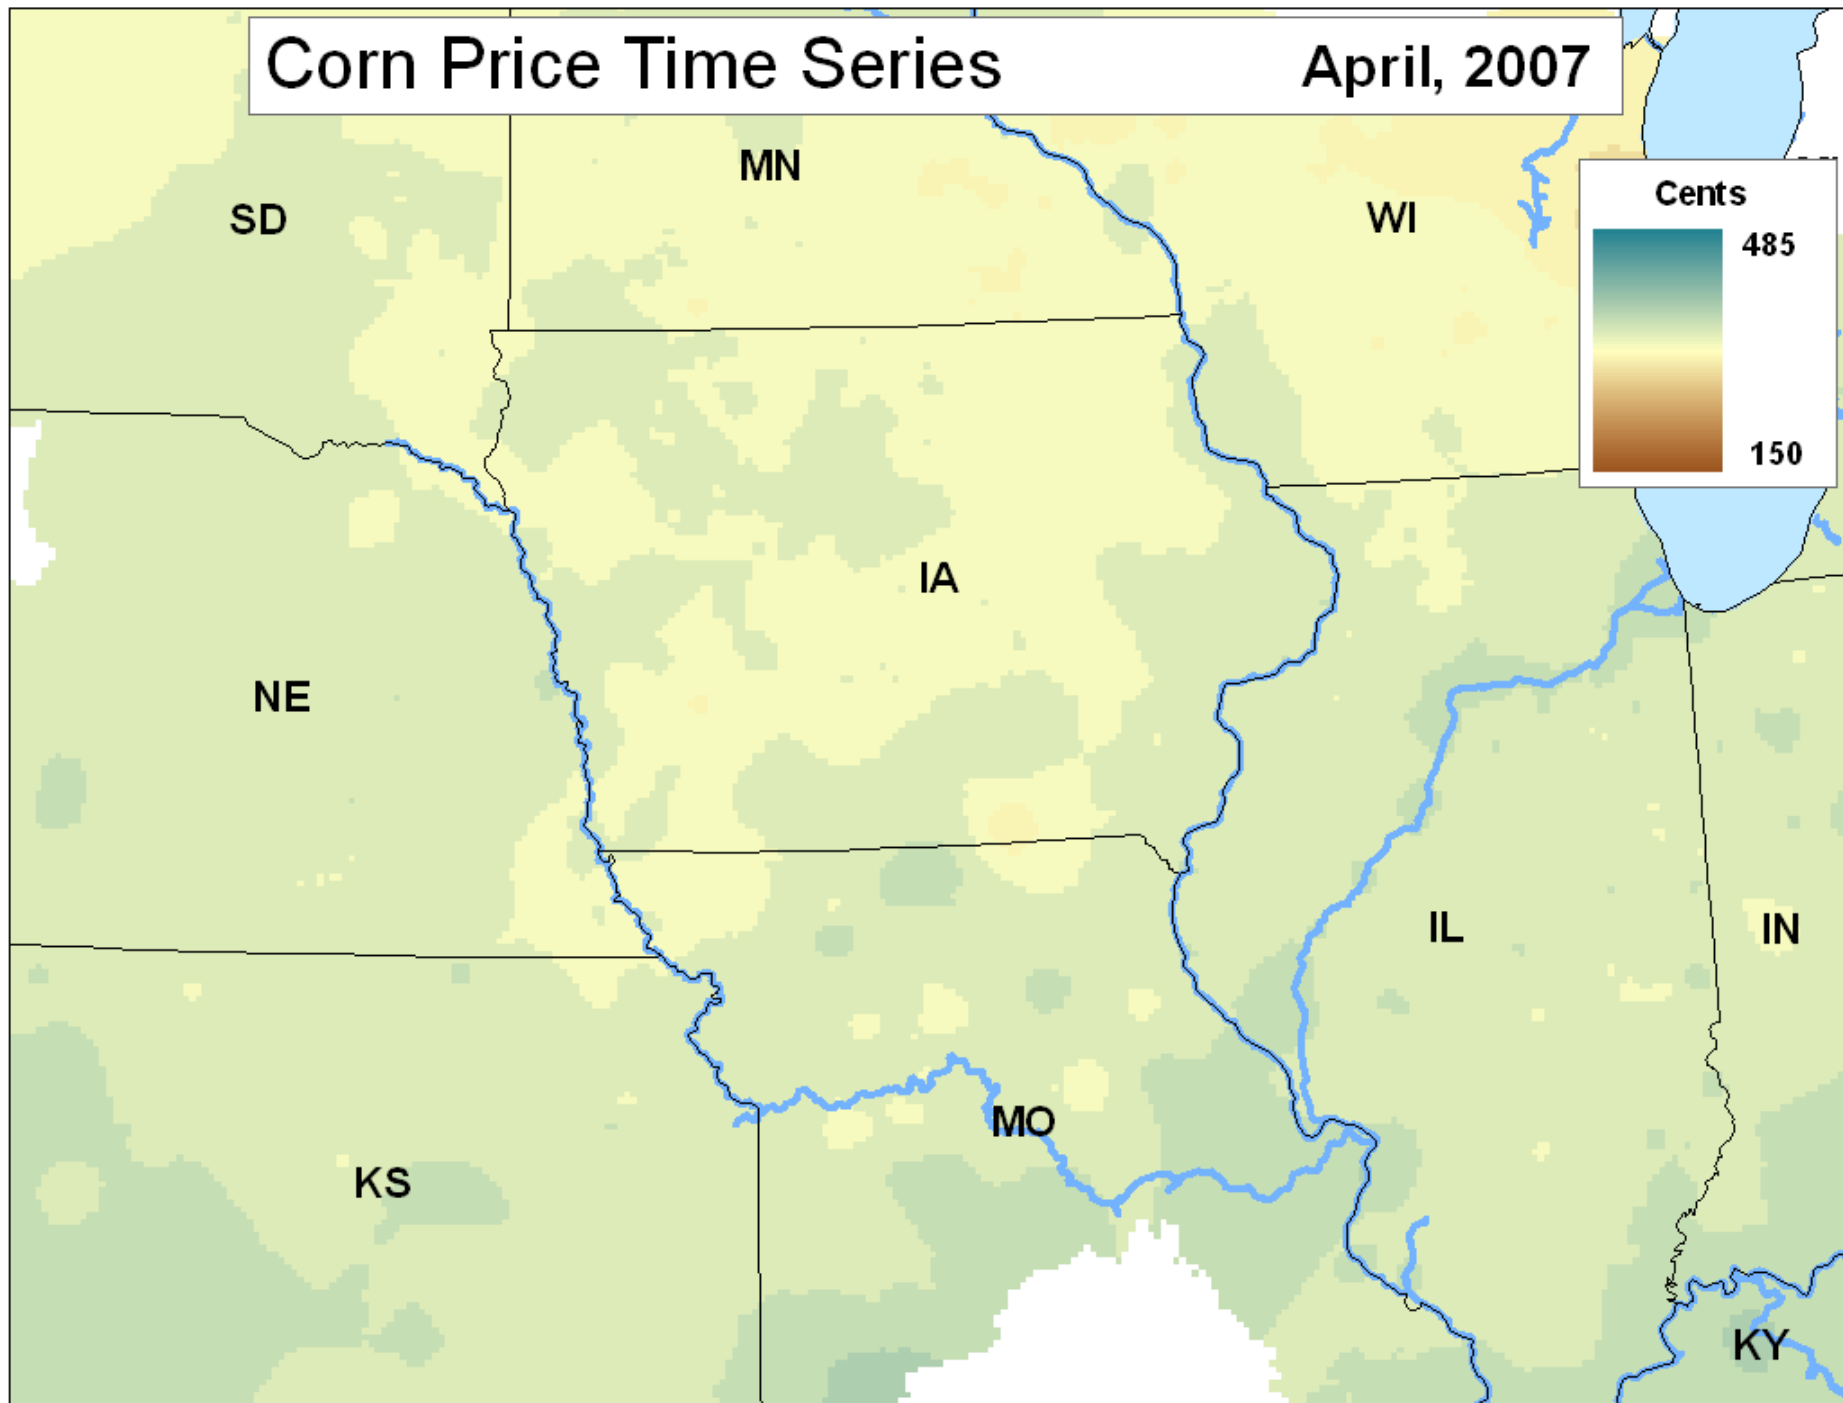 Corn Price Time Series
April, 2007
MN
SD
WI
Cents
485
150
IA
NE
IL
IN
MO
KS
KY